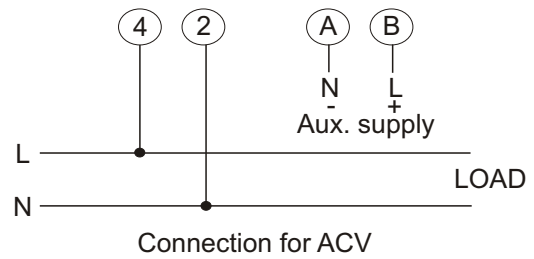 4 2 A B
N L
- +
Aux. supply
L
LOAD
N
Connection for ACV